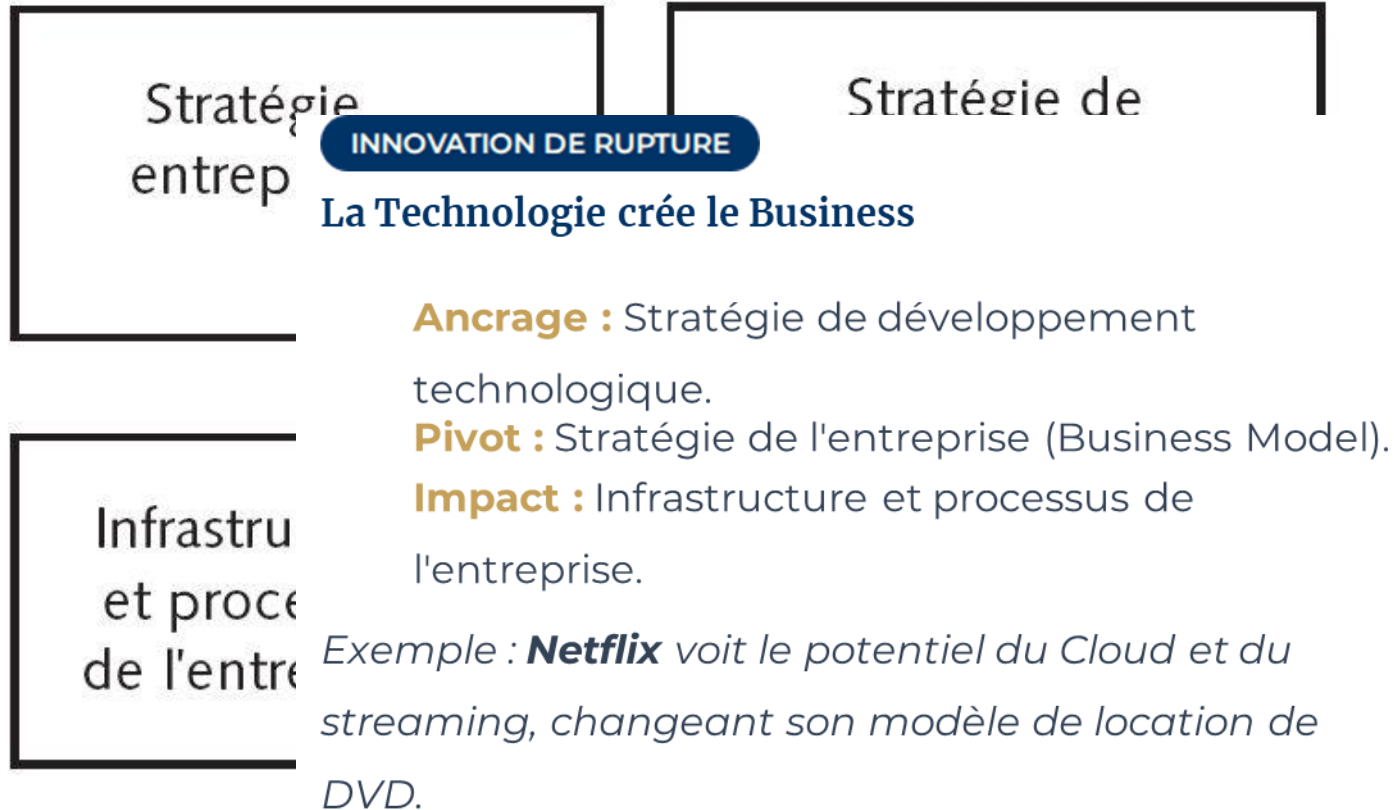 Stratégie
entrep
Stratégie de
INNOVATION DE RUPTURE
La Technologie crée le Business
Ancrage : Stratégie de développement
technologique.
Pivot : Stratégie de l'entreprise (Business Model).
Impact : Infrastructure et processus de
l'entreprise.
Infrastru
et proce
de l'entre
Exemple : Netflix voit le potentiel du Cloud et du
streaming, changeant son modèle de location de
DVD.